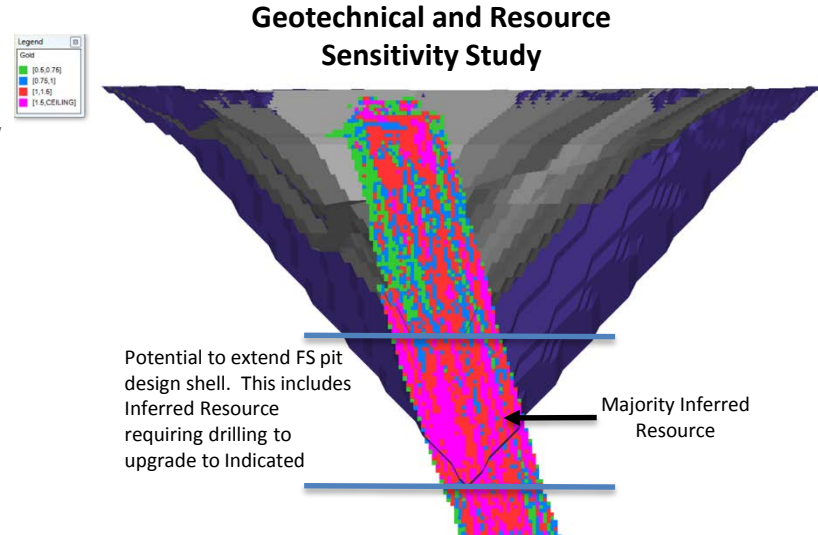 Geotechnical and Resource
Sensitivity Study
Legend
Gold
[0.5,0.75]
[0.75,1]
[1,1.5]
[1.5,CEILING]
Potential to extend FS pit
design shell. This includes
Inferred Resource
requiring drilling to
upgrade to Indicated
Majority Inferred
Resource